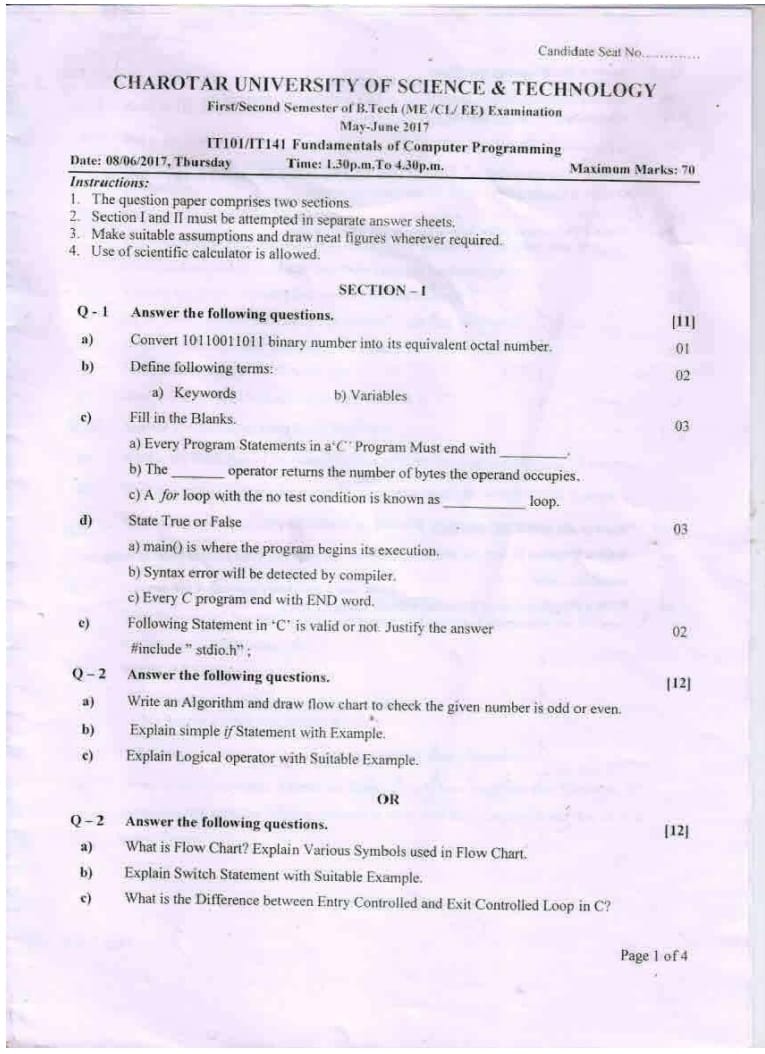 Candidate Seat No.............
CHAROTAR UNIVERSITY OF SCIENCE & TECHNOLOGY
First/Second Semester of B.Tech (ME /CL/ EE) Examination
May-June 2017
IT101/IT141 Fundamentals of Computer Programming
Date: 08/06/2017, Thursday Time: 1.30p.m.To 4.30p.m. Maximum Marks: 70
Instructions:
1. The question paper comprises two sections.
2. Section I and II must be attempted in separate answer sheets.
3. Make suitable assumptions and draw neat figures wherever required.
4. Use of scientific calculator is allowed.
SECTION – I
Q - 1 Answer the following questions. [11]
a) Convert 10110011011 binary number into its equivalent octal number. 01
b) Define following terms: 02
a) Keywords b) Variables
c) Fill in the Blanks. 03
a) Every Program Statements in a‘C’ Program Must end with _________.
b) The _______ operator returns the number of bytes the operand occupies.
c) A for loop with the no test condition is known as ___________ loop.
d) State True or False 03
a) main() is where the program begins its execution.
b) Syntax error will be detected by compiler.
c) Every C program end with END word.
e) Following Statement in ‘C’ is valid or not. Justify the answer 02
#include ” stdio.h” ;
Q – 2 Answer the following questions. [12]
a) Write an Algorithm and draw flow chart to check the given number is odd or even.
b) Explain simple if Statement with Example.
c) Explain Logical operator with Suitable Example.
OR
Q – 2 Answer the following questions. [12]
a) What is Flow Chart? Explain Various Symbols used in Flow Chart.
b) Explain Switch Statement with Suitable Example.
c) What is the Difference between Entry Controlled and Exit Controlled Loop in C?
Page 1 of 4